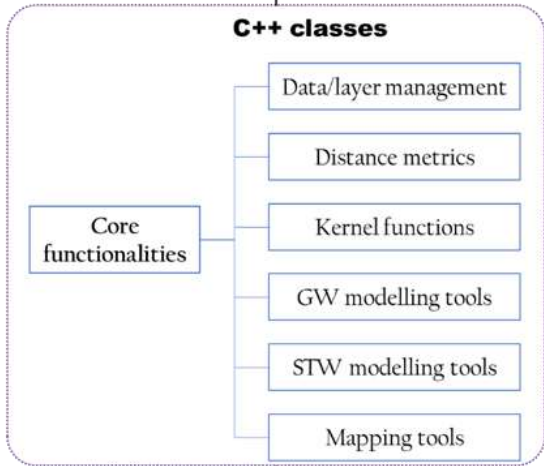 C++ classes
Data/layer management
Distance metrics
Core
functionalities
Kernel functions
GW modelling tools
STW modelling tools
Mapping tools